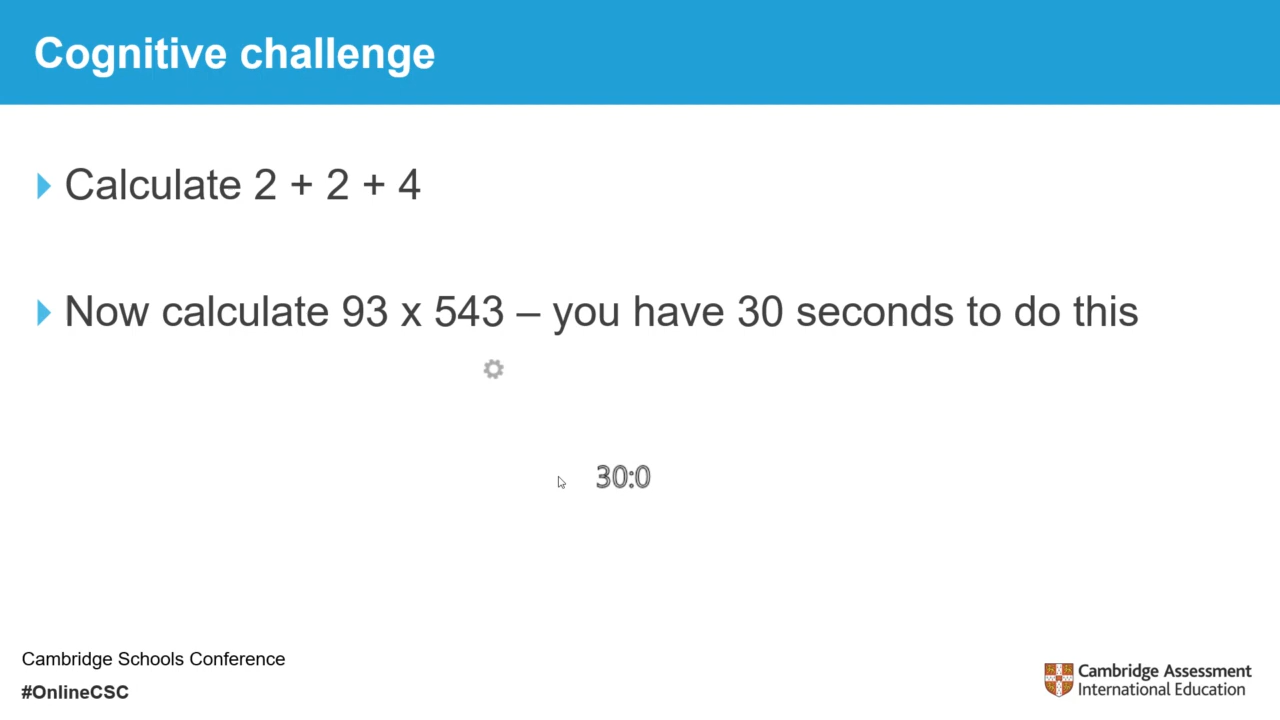 Cognitive challenge
Calculate 2 + 2 + 4
Now calculate 93 x 543 – you have 30 seconds to do this
30:0
Cambridge Schools Conference
#OnlineCSC
Cambridge Assessment
International Education